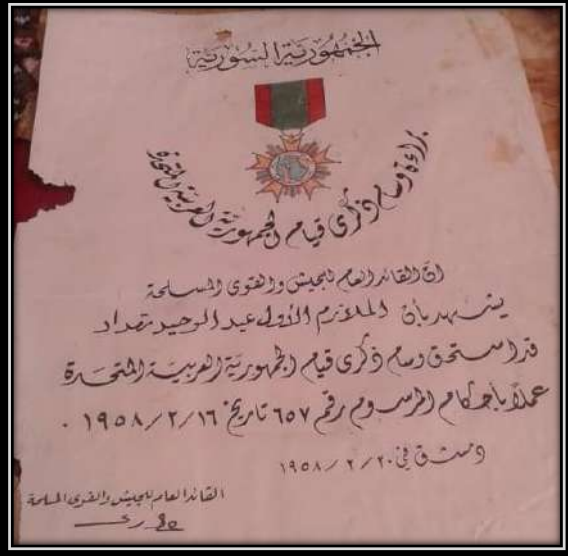 الجمهورية السورية
براءة وسام ذكرى قيام الجمهورية العربية المتحدة
ان القائد العام للجيش والقوى المسلحة
يشهد بان الملازم الأول عبد الوحيد مقداد
قد استحق وسام ذكرى قيام الجمهورية العربية المتحدة
عملاً بأحكام المرسوم رقم ٦٥٧ تاريخ ١٦/٢/١٩٥٨ .
دمشق في ٢٠/٢/١٩٥٨
القائد العام للجيش والقوى المسلحة